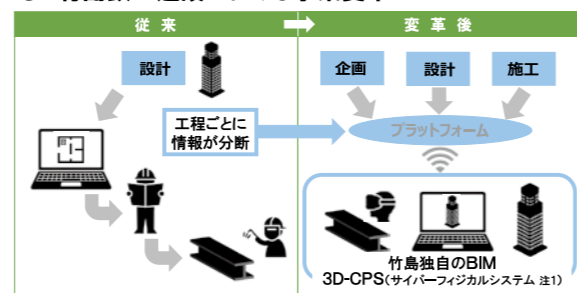 従来
変革後
設計
工程ごとに
情報が分断
企画
設計
施工
プラットフォーム
竹島独自のBIM
3D-CPS(サイバーフィジカルシステム 注1)